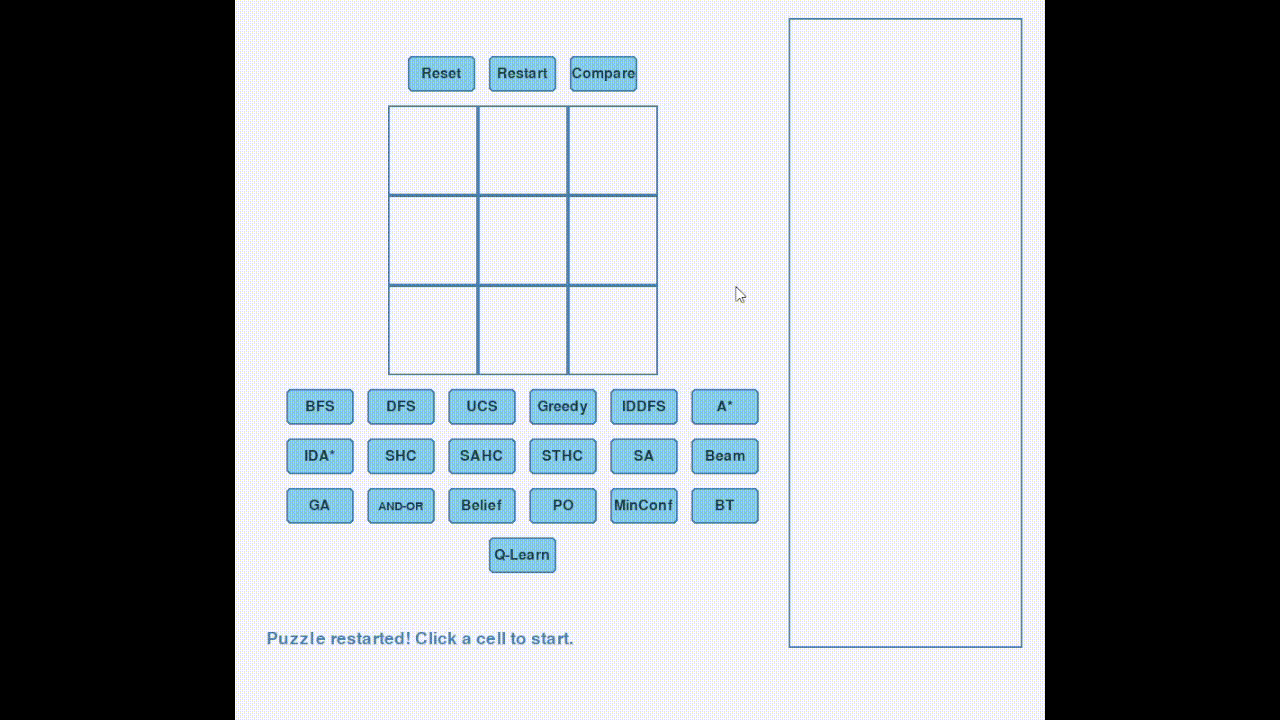 Reset Restart Compare
BFS DFS UCS Greedy IDDFS A*
IDA* SHC SAHC STHC SA Beam
GA AND-OR Belief PO MinConf BT
Q-Learn
Puzzle restarted! Click a cell to start.